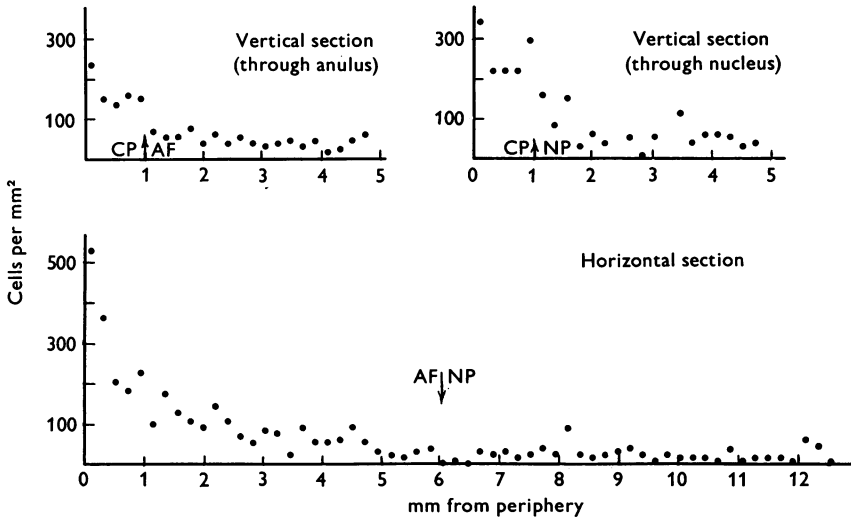 Vertical section
(through anulus)
300
100
CP AF
1 2 3 4 5
Vertical section
(through nucleus)
300
100
CP NP
0 1 2 3 4 5
Cells per mm²
Horizontal section
500
300
100
AF NP
0 1 2 3 4 5 6 7 8 9 10 11 12
mm from periphery